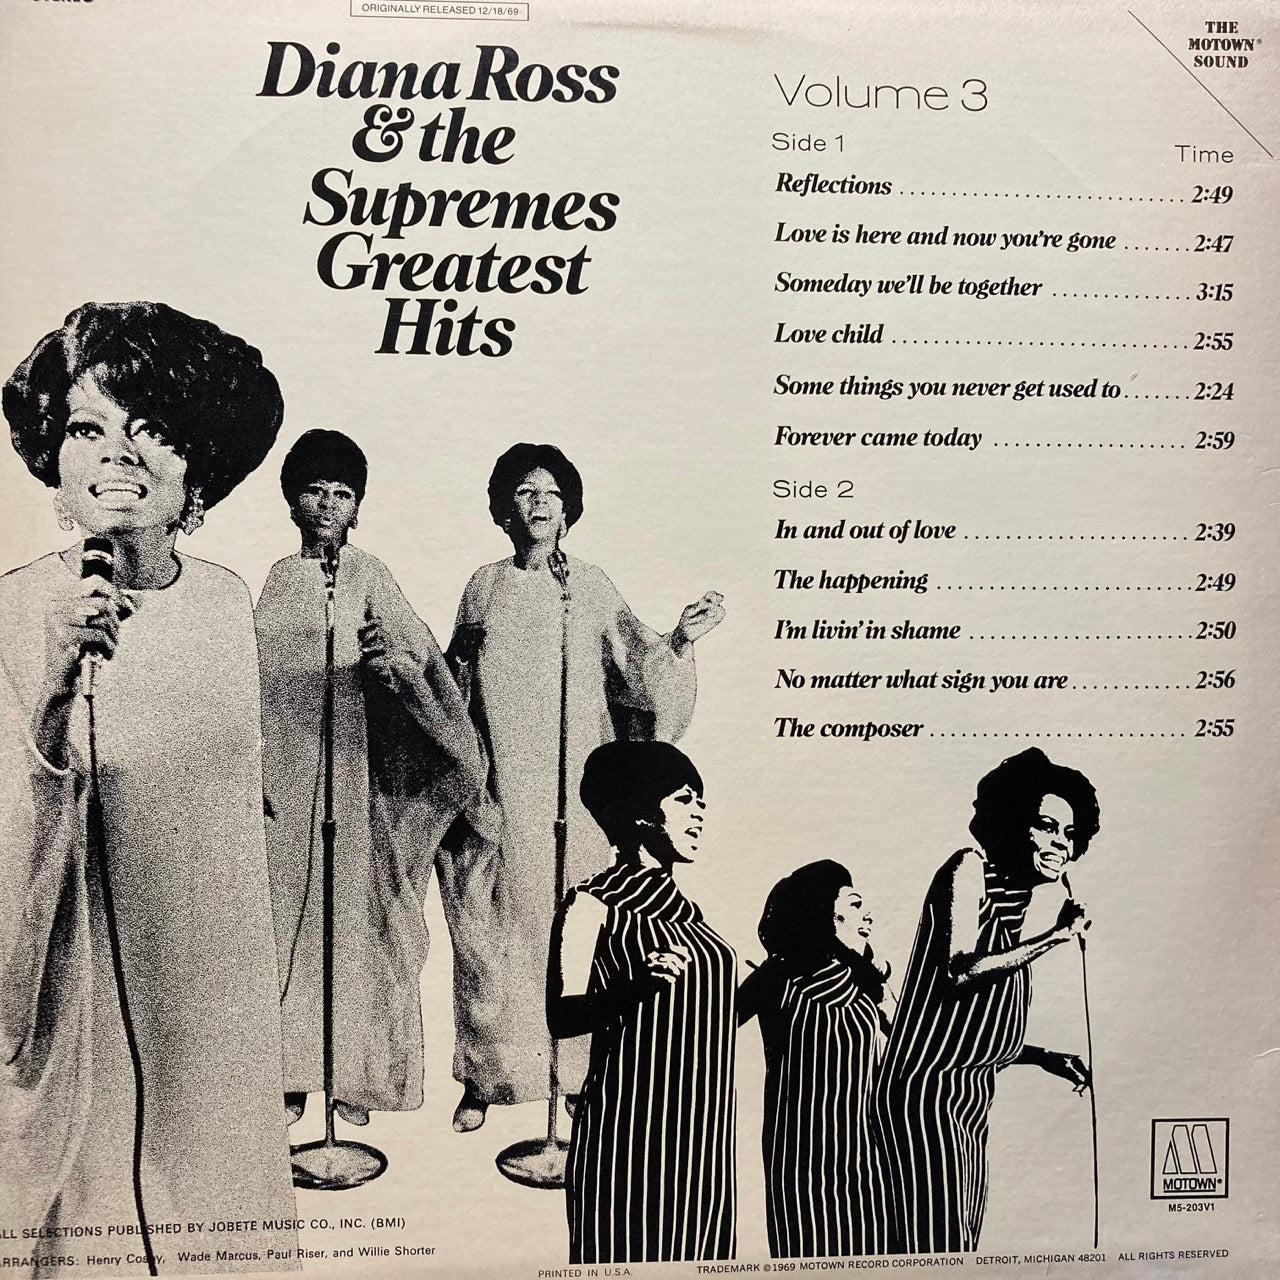 ORIGINALLY RELEASED 12/18/69
THE
MOTOWN®
SOUND
Diana Ross
& the
Supremes
Greatest
Hits
Volume 3
Side 1
Time
Reflections ............................ 2:49
Love is here and now you're gone ....... 2:47
Someday we'll be together .............. 3:15
Love child ............................. 2:55
Some things you never get used to ....... 2:24
Forever came today .................... 2:59
Side 2
In and out of love ...................... 2:39
The happening ......................... 2:49
I'm livin' in shame ...................... 2:50
No matter what sign you are ............ 2:56
The composer ......................... 2:55
MOTOWN®
M5-203V1
ALL SELECTIONS PUBLISHED BY JOBETE MUSIC CO., INC. (BMI)
ARRANGERS: Henry Cosby, Wade Marcus, Paul Riser, and Willie Shorter
PRINTED IN U.S.A.
TRADEMARK ©1969 MOTOWN RECORD CORPORATION DETROIT, MICHIGAN 48201 ALL RIGHTS RESERVED